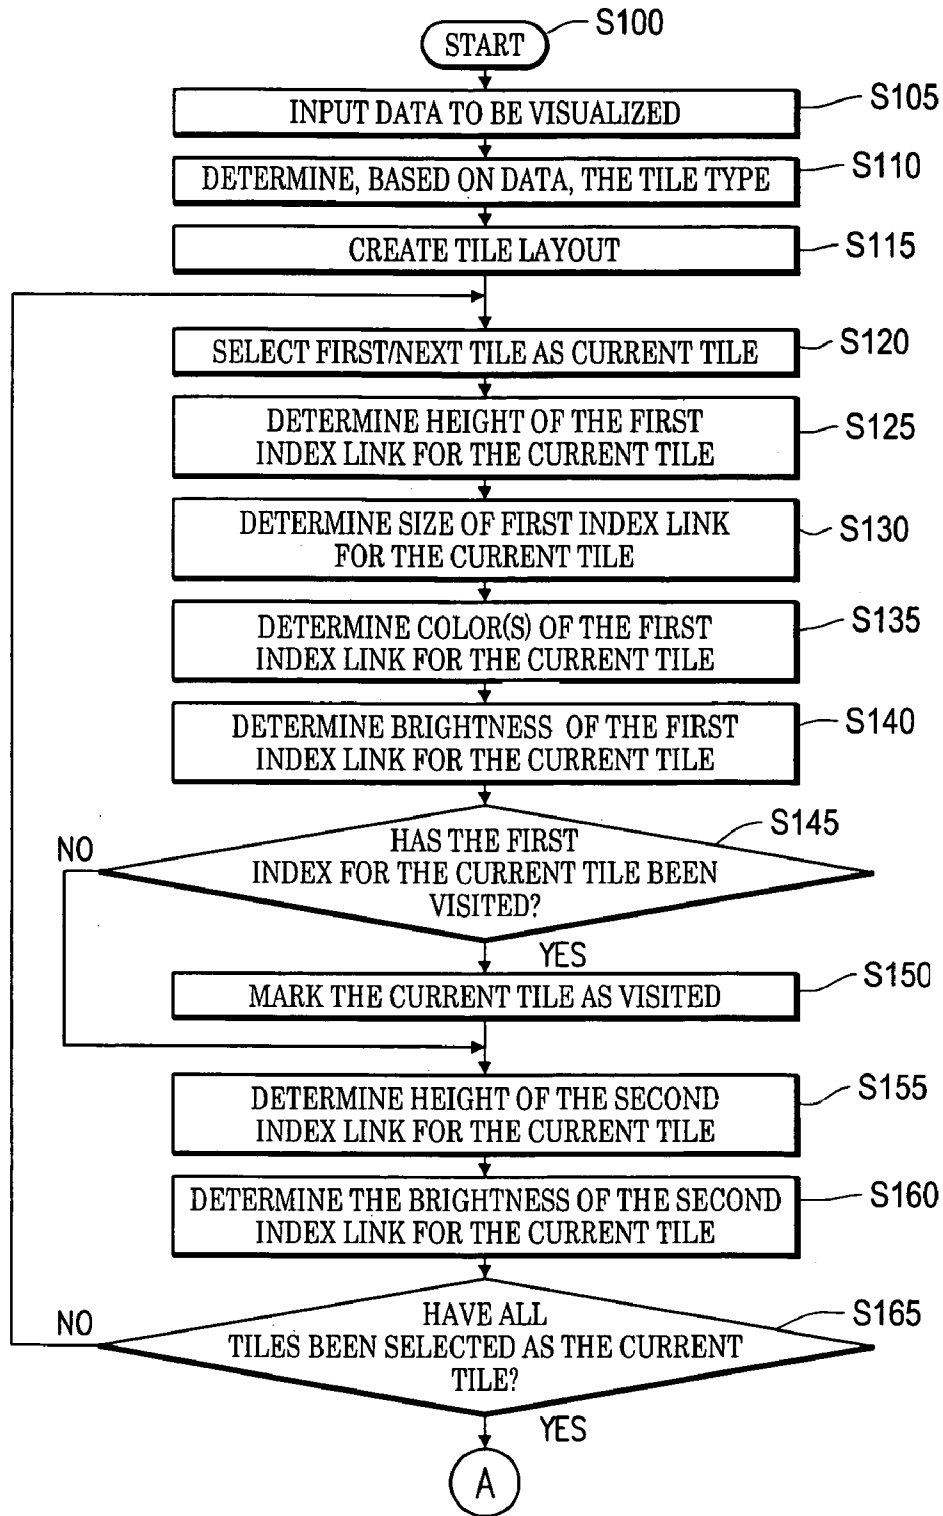 START
S100
INPUT DATA TO BE VISUALIZED
S105
DETERMINE, BASED ON DATA, THE TILE TYPE
S110
CREATE TILE LAYOUT
S115
SELECT FIRST/NEXT TILE AS CURRENT TILE
S120
DETERMINE HEIGHT OF THE FIRST
INDEX LINK FOR THE CURRENT TILE
S125
DETERMINE SIZE OF FIRST INDEX LINK
FOR THE CURRENT TILE
S130
DETERMINE COLOR(S) OF THE FIRST
INDEX LINK FOR THE CURRENT TILE
S135
DETERMINE BRIGHTNESS OF THE FIRST
INDEX LINK FOR THE CURRENT TILE
S140
HAS THE FIRST
INDEX FOR THE CURRENT TILE BEEN
VISITED?
S145
NO
YES
MARK THE CURRENT TILE AS VISITED
S150
DETERMINE HEIGHT OF THE SECOND
INDEX LINK FOR THE CURRENT TILE
S155
DETERMINE THE BRIGHTNESS OF THE SECOND
INDEX LINK FOR THE CURRENT TILE
S160
HAVE ALL
TILES BEEN SELECTED AS THE CURRENT
TILE?
S165
NO
YES
A